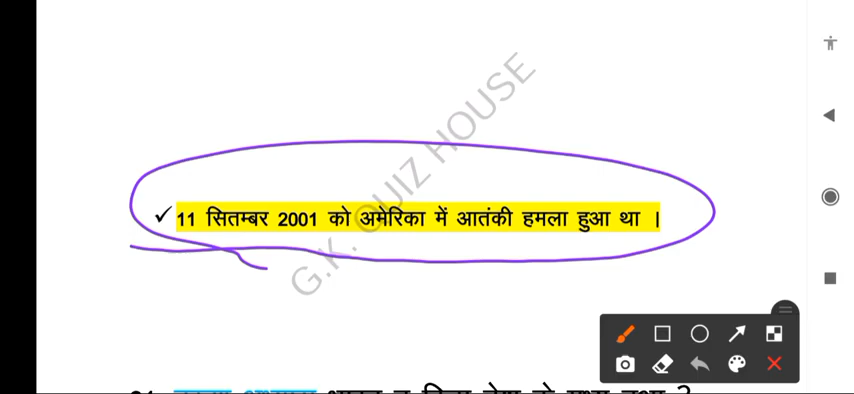 ✓ 11 सितम्बर 2001 को अमेरिका में आतंकी हमला हुआ था ।
G.K. QUIZ HOUSE